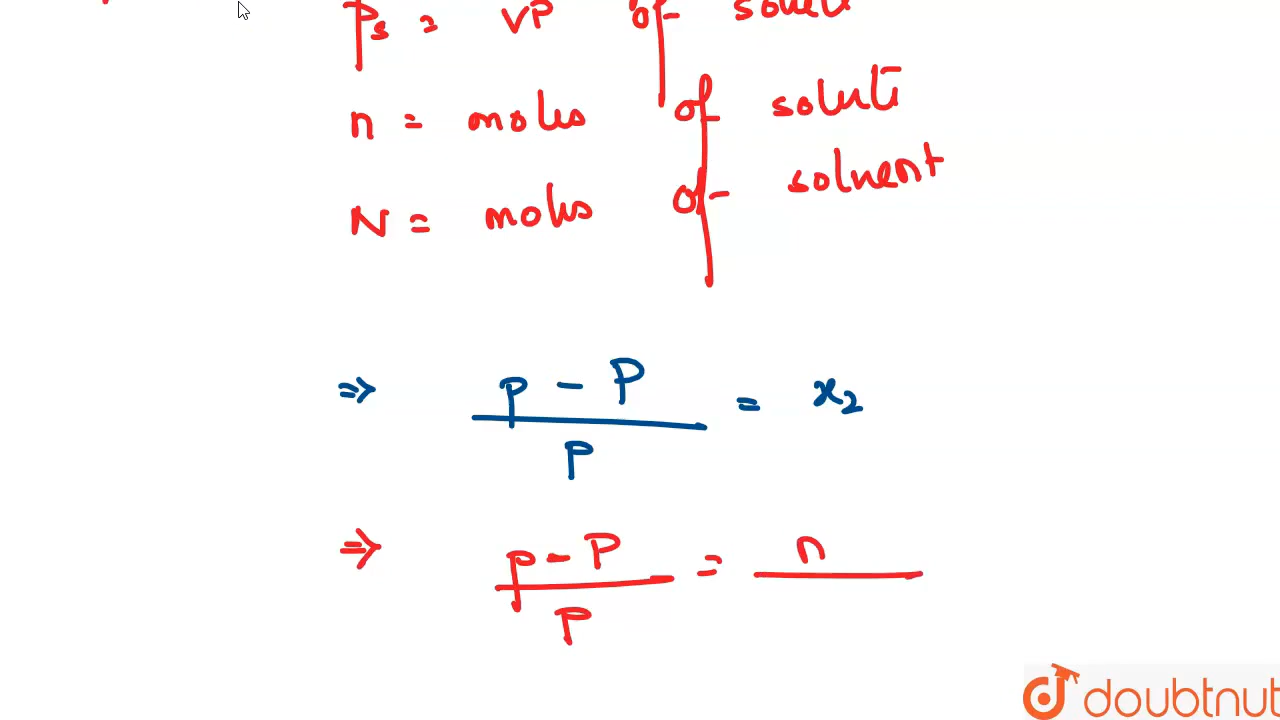 Ps = VP of solute
n = moles of solute
N = moles of solvent
⇒ p - P / P = x₂
⇒ p - P / P = n
doubtnut